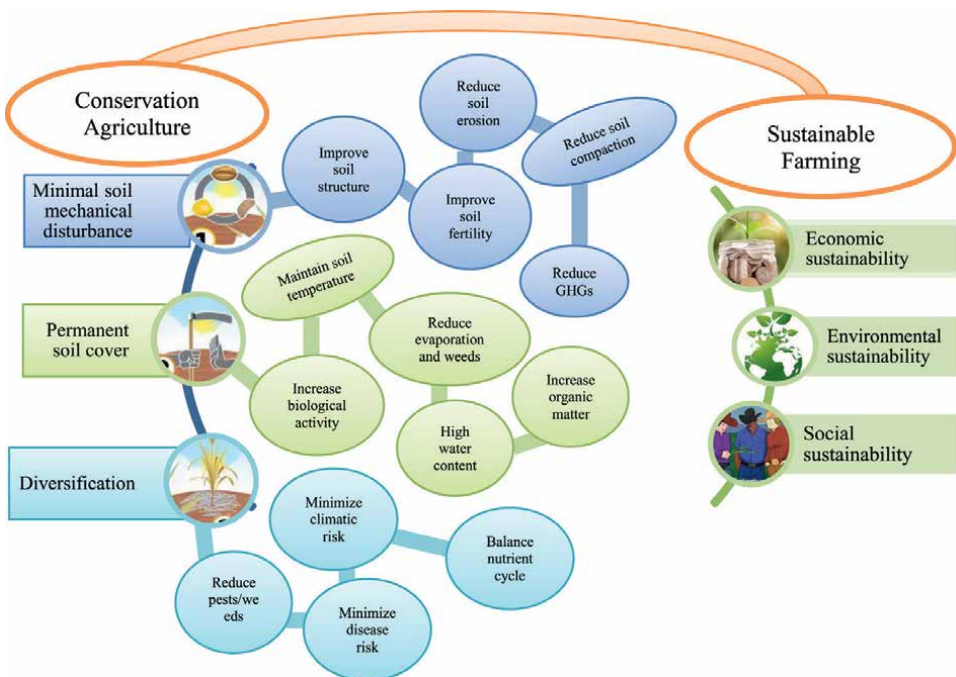 Conservation
Agriculture
Minimal soil
mechanical
disturbance
Improve
soil
structure
Improve
soil
fertility
Reduce
soil
erosion
Reduce soil
compaction
Reduce
GHGs
Permanent
soil cover
Increase
biological
activity
Maintain soil
temperature
Reduce
evaporation
and weeds
High
water
content
Increase
organic
matter
Diversification
Reduce
pests/we
eds
Minimize
disease
risk
Minimize
climatic
risk
Balance
nutrient
cycle
Sustainable
Farming
Economic
sustainability
Environmental
sustainability
Social
sustainability